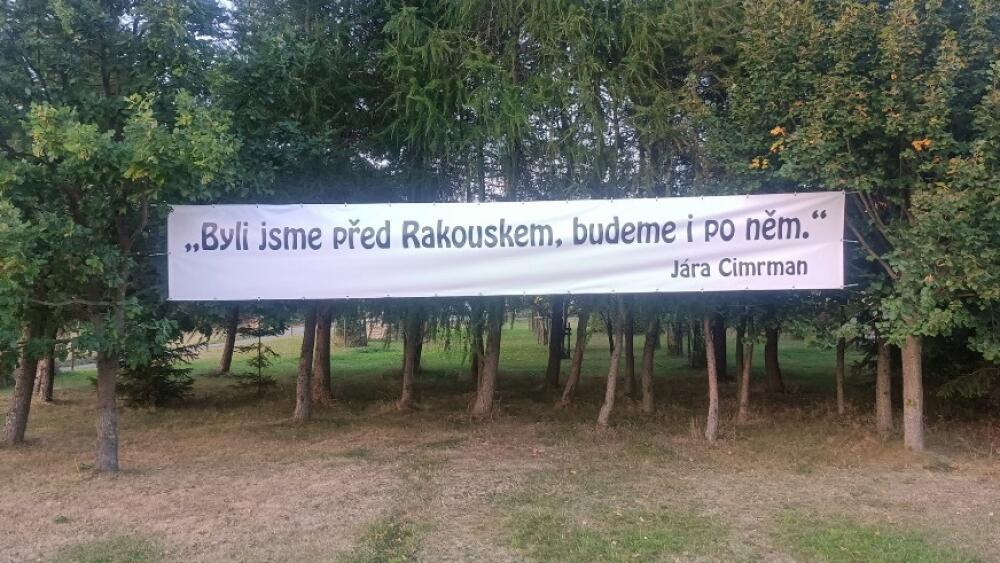 „Byli jsme před Rakouskem, budeme i po něm.“
Jára Cimrman